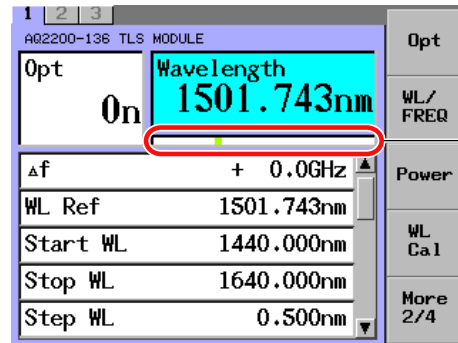 1 2 3
AQ2200-136 TLS MODULE
Opt
On
Wavelength
1501.743nm
▵f + 0.0GHz
WL Ref 1501.743nm
Start WL 1440.000nm
Stop WL 1640.000nm
Step WL 0.500nm
Opt
WL/
FREQ
Power
WL
Cal
More
2/4